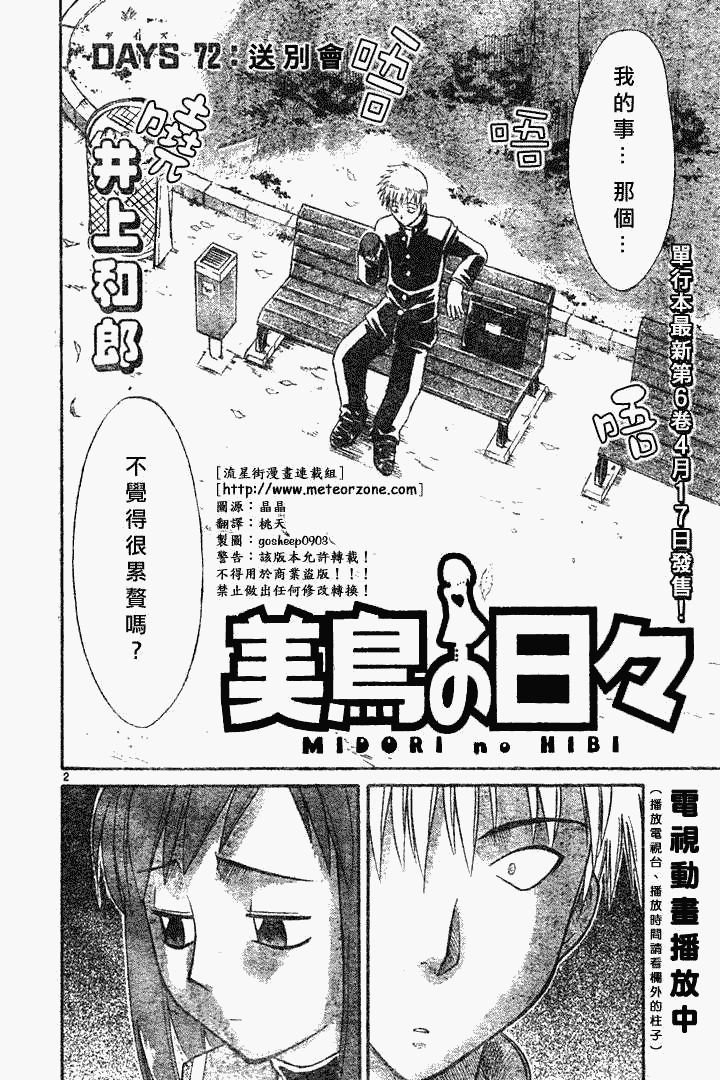 DAYS 72：送別會
デイズ
井上和郎
嘵
唔
唔
唔
我的事…那個…
單行本最新第6卷4月17日發售！
不覺得很累贅嗎？
[流星街漫畫連載組]
[http://www.meteorzone.com]
圖源：晶晶
翻譯：桃天
製圖：gosheep0903
警告：該版本允許轉載！
不得用於商業盜版！！！
禁止做出任何修改轉換！
美鳥の日々
MIDORI no HIBI
2
電視動畫播放中
（播放電視台、播放時間請看欄外的柱子）